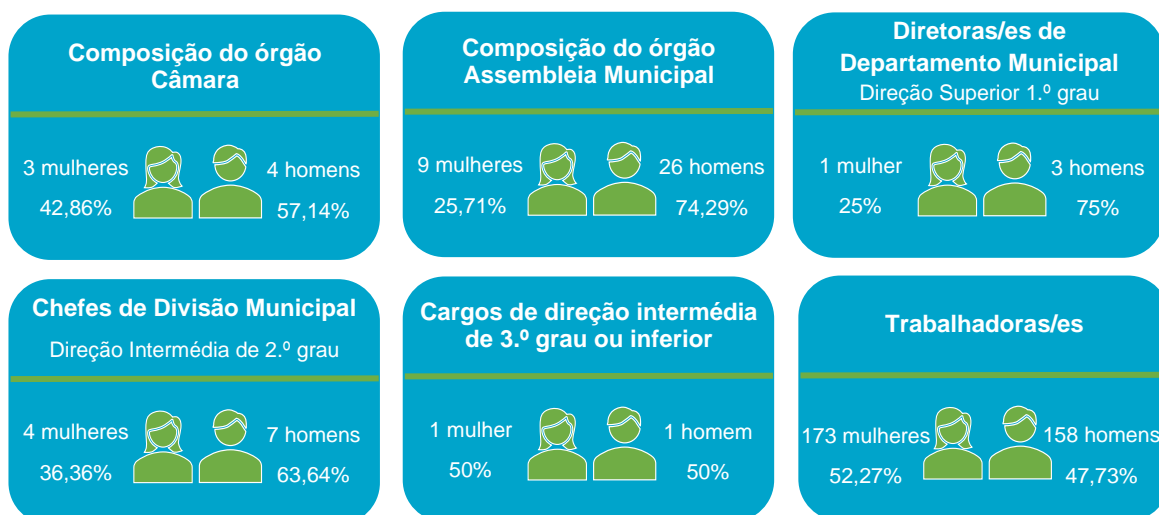 Composição do órgão
Câmara
3 mulheres
42,86%
4 homens
57,14%
Composição do órgão
Assembleia Municipal
9 mulheres
25,71%
26 homens
74,29%
Diretoras/es de
Departamento Municipal
Direção Superior 1.º grau
1 mulher
25%
3 homens
75%
Chefes de Divisão Municipal
Direção Intermédia de 2.º grau
4 mulheres
36,36%
7 homens
63,64%
Cargos de direção intermédia
de 3.º grau ou inferior
1 mulher
50%
1 homem
50%
Trabalhadoras/es
173 mulheres
52,27%
158 homens
47,73%